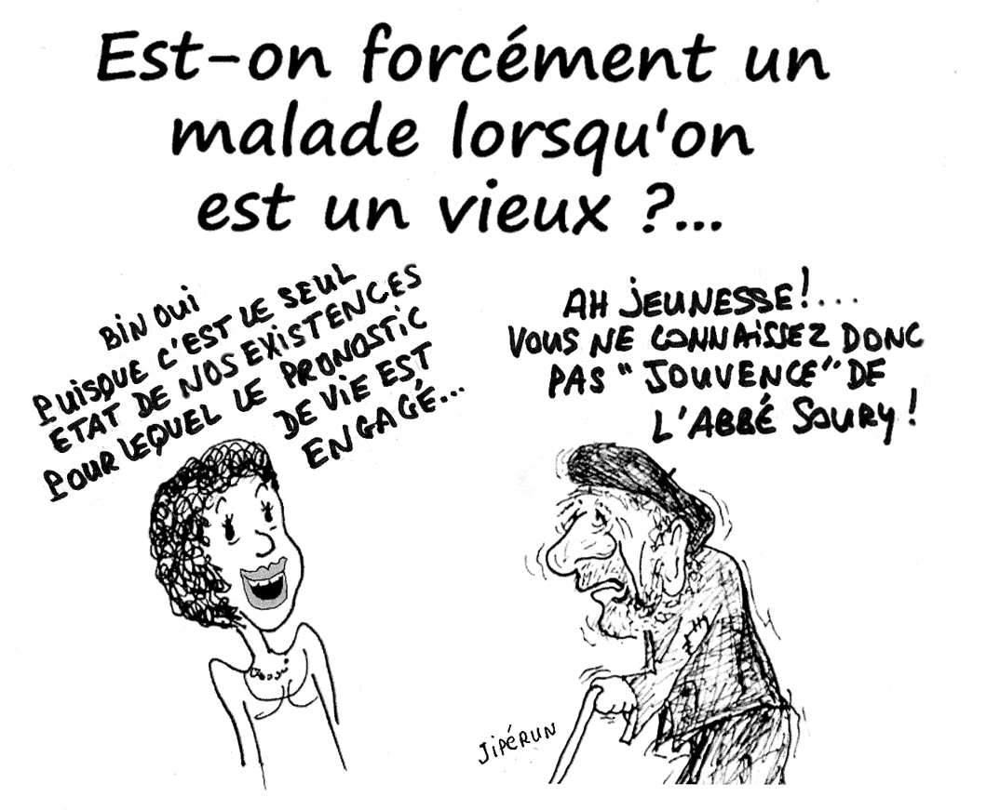 Est-on forcément un
malade lorsqu'on
est un vieux ?...
BIN OUI
PUISQUE C'EST LE SEUL
ETAT DE NOS EXISTENCES
POUR LEQUEL LE PRONOSTIC
DE VIE EST
ENGAGÉ...
AH JEUNESSE!...
VOUS NE CONNAISSEZ DONC
PAS "JOUVENCE" DE
L'ABBÉ SOURY!
JIPÉRUN